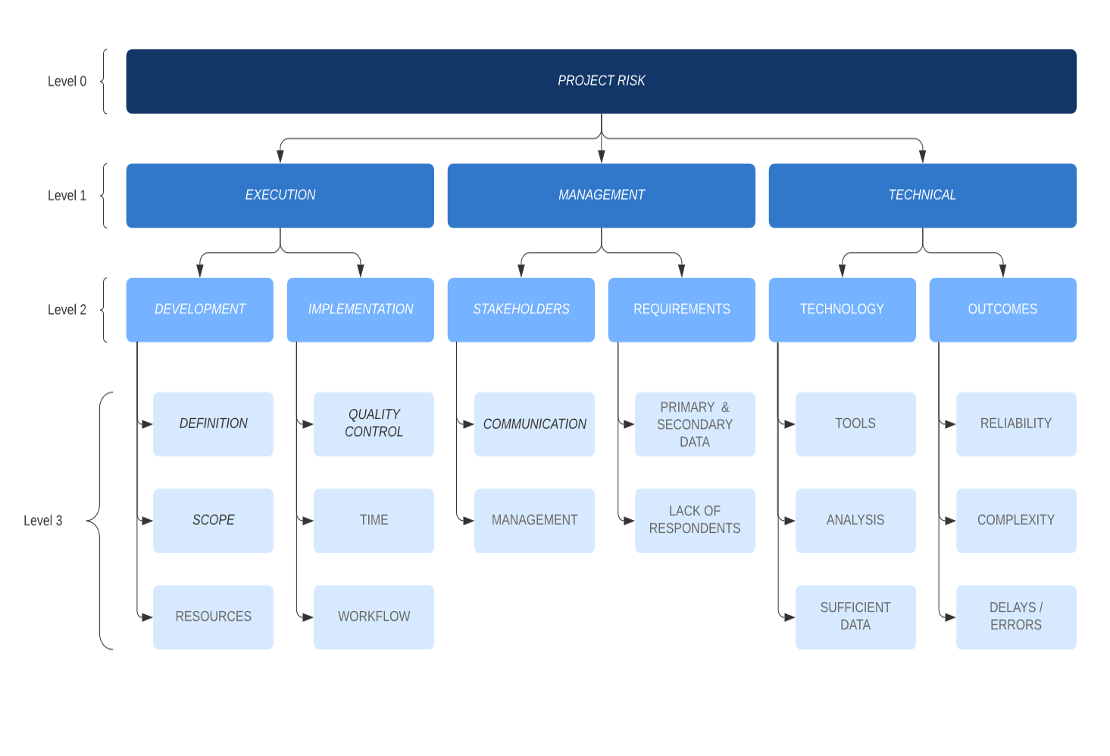 Level 0
PROJECT RISK
Level 1
EXECUTION
MANAGEMENT
TECHNICAL
Level 2
DEVELOPMENT
IMPLEMENTATION
STAKEHOLDERS
REQUIREMENTS
TECHNOLOGY
OUTCOMES
Level 3
DEFINITION
QUALITY
CONTROL
COMMUNICATION
PRIMARY &
SECONDARY
DATA
TOOLS
RELIABILITY
SCOPE
TIME
MANAGEMENT
LACK OF
RESPONDENTS
ANALYSIS
COMPLEXITY
RESOURCES
WORKFLOW
SUFFICIENT
DATA
DELAYS /
ERRORS